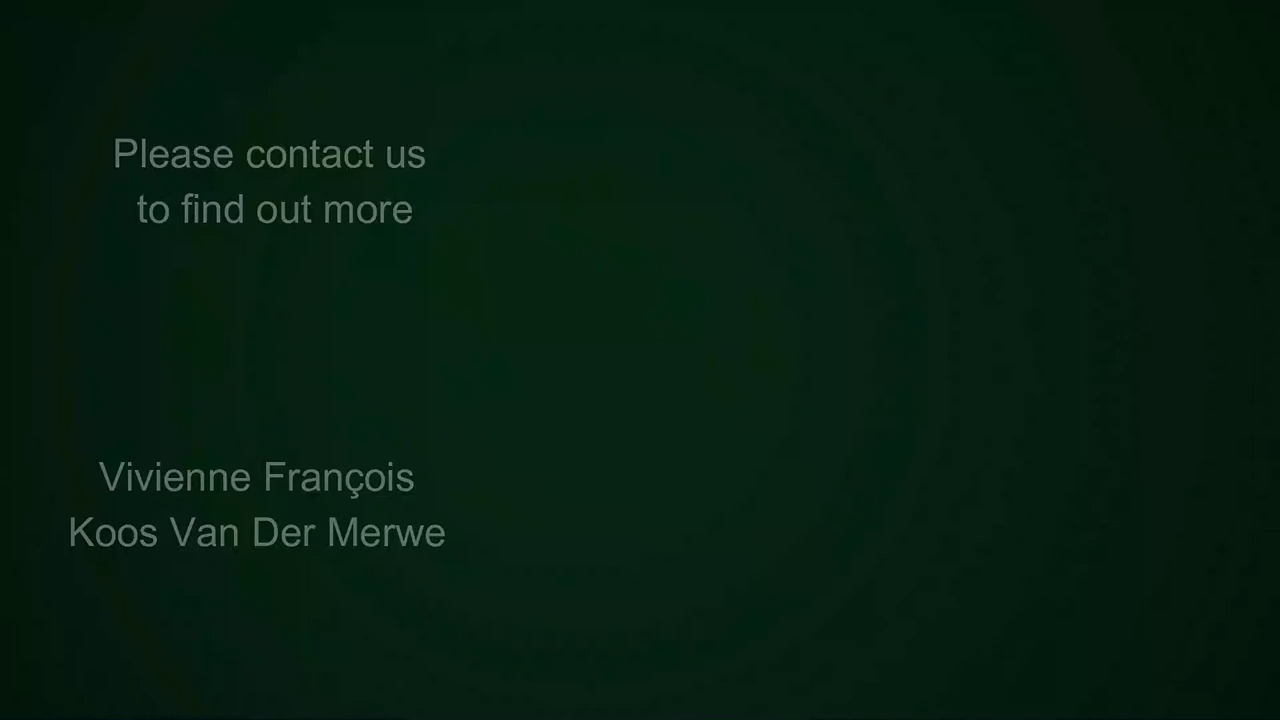 Please contact us
to find out more
Vivienne François
Koos Van Der Merwe